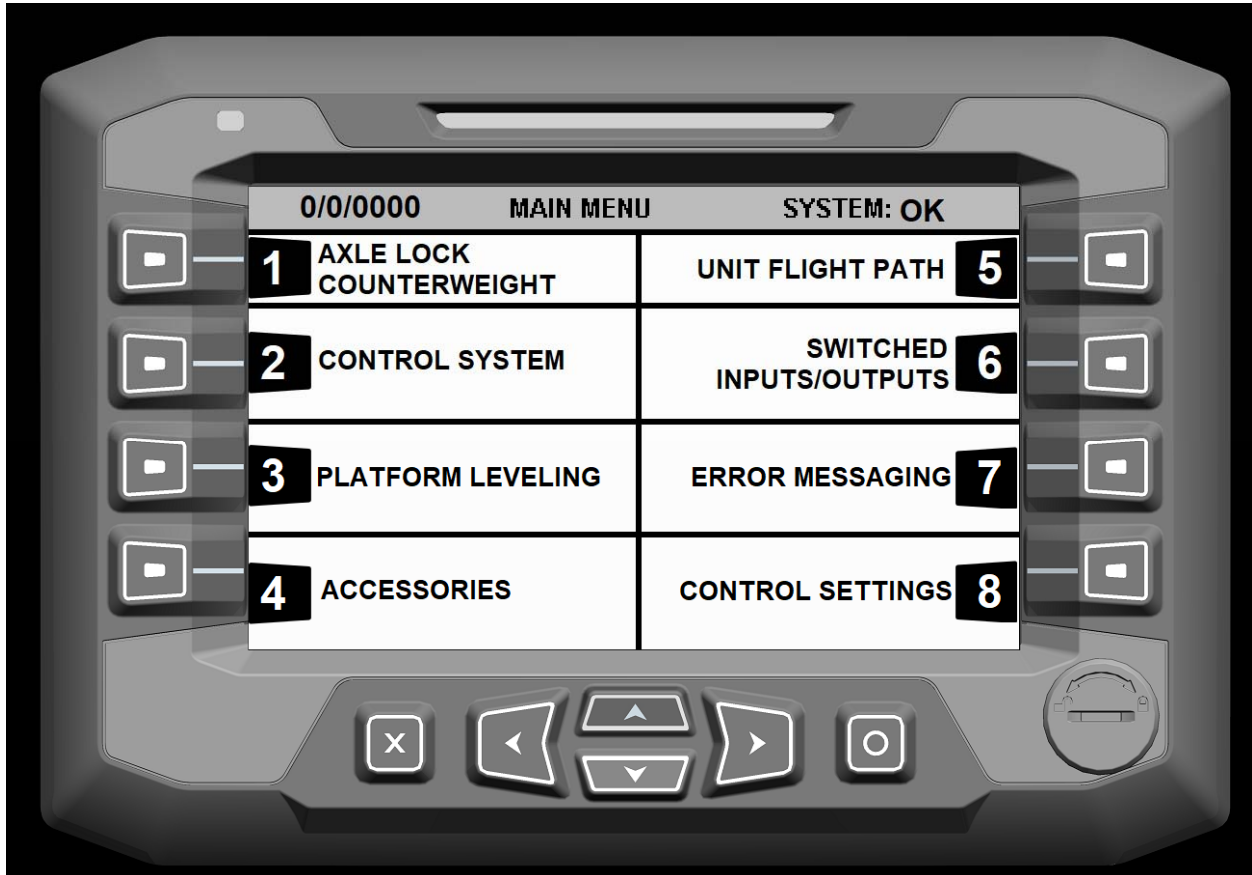 0/0/0000 MAIN MENU SYSTEM: OK
1 AXLE LOCK
COUNTERWEIGHT
2 CONTROL SYSTEM
3 PLATFORM LEVELING
4 ACCESSORIES
UNIT FLIGHT PATH 5
SWITCHED
INPUTS/OUTPUTS 6
ERROR MESSAGING 7
CONTROL SETTINGS 8
X